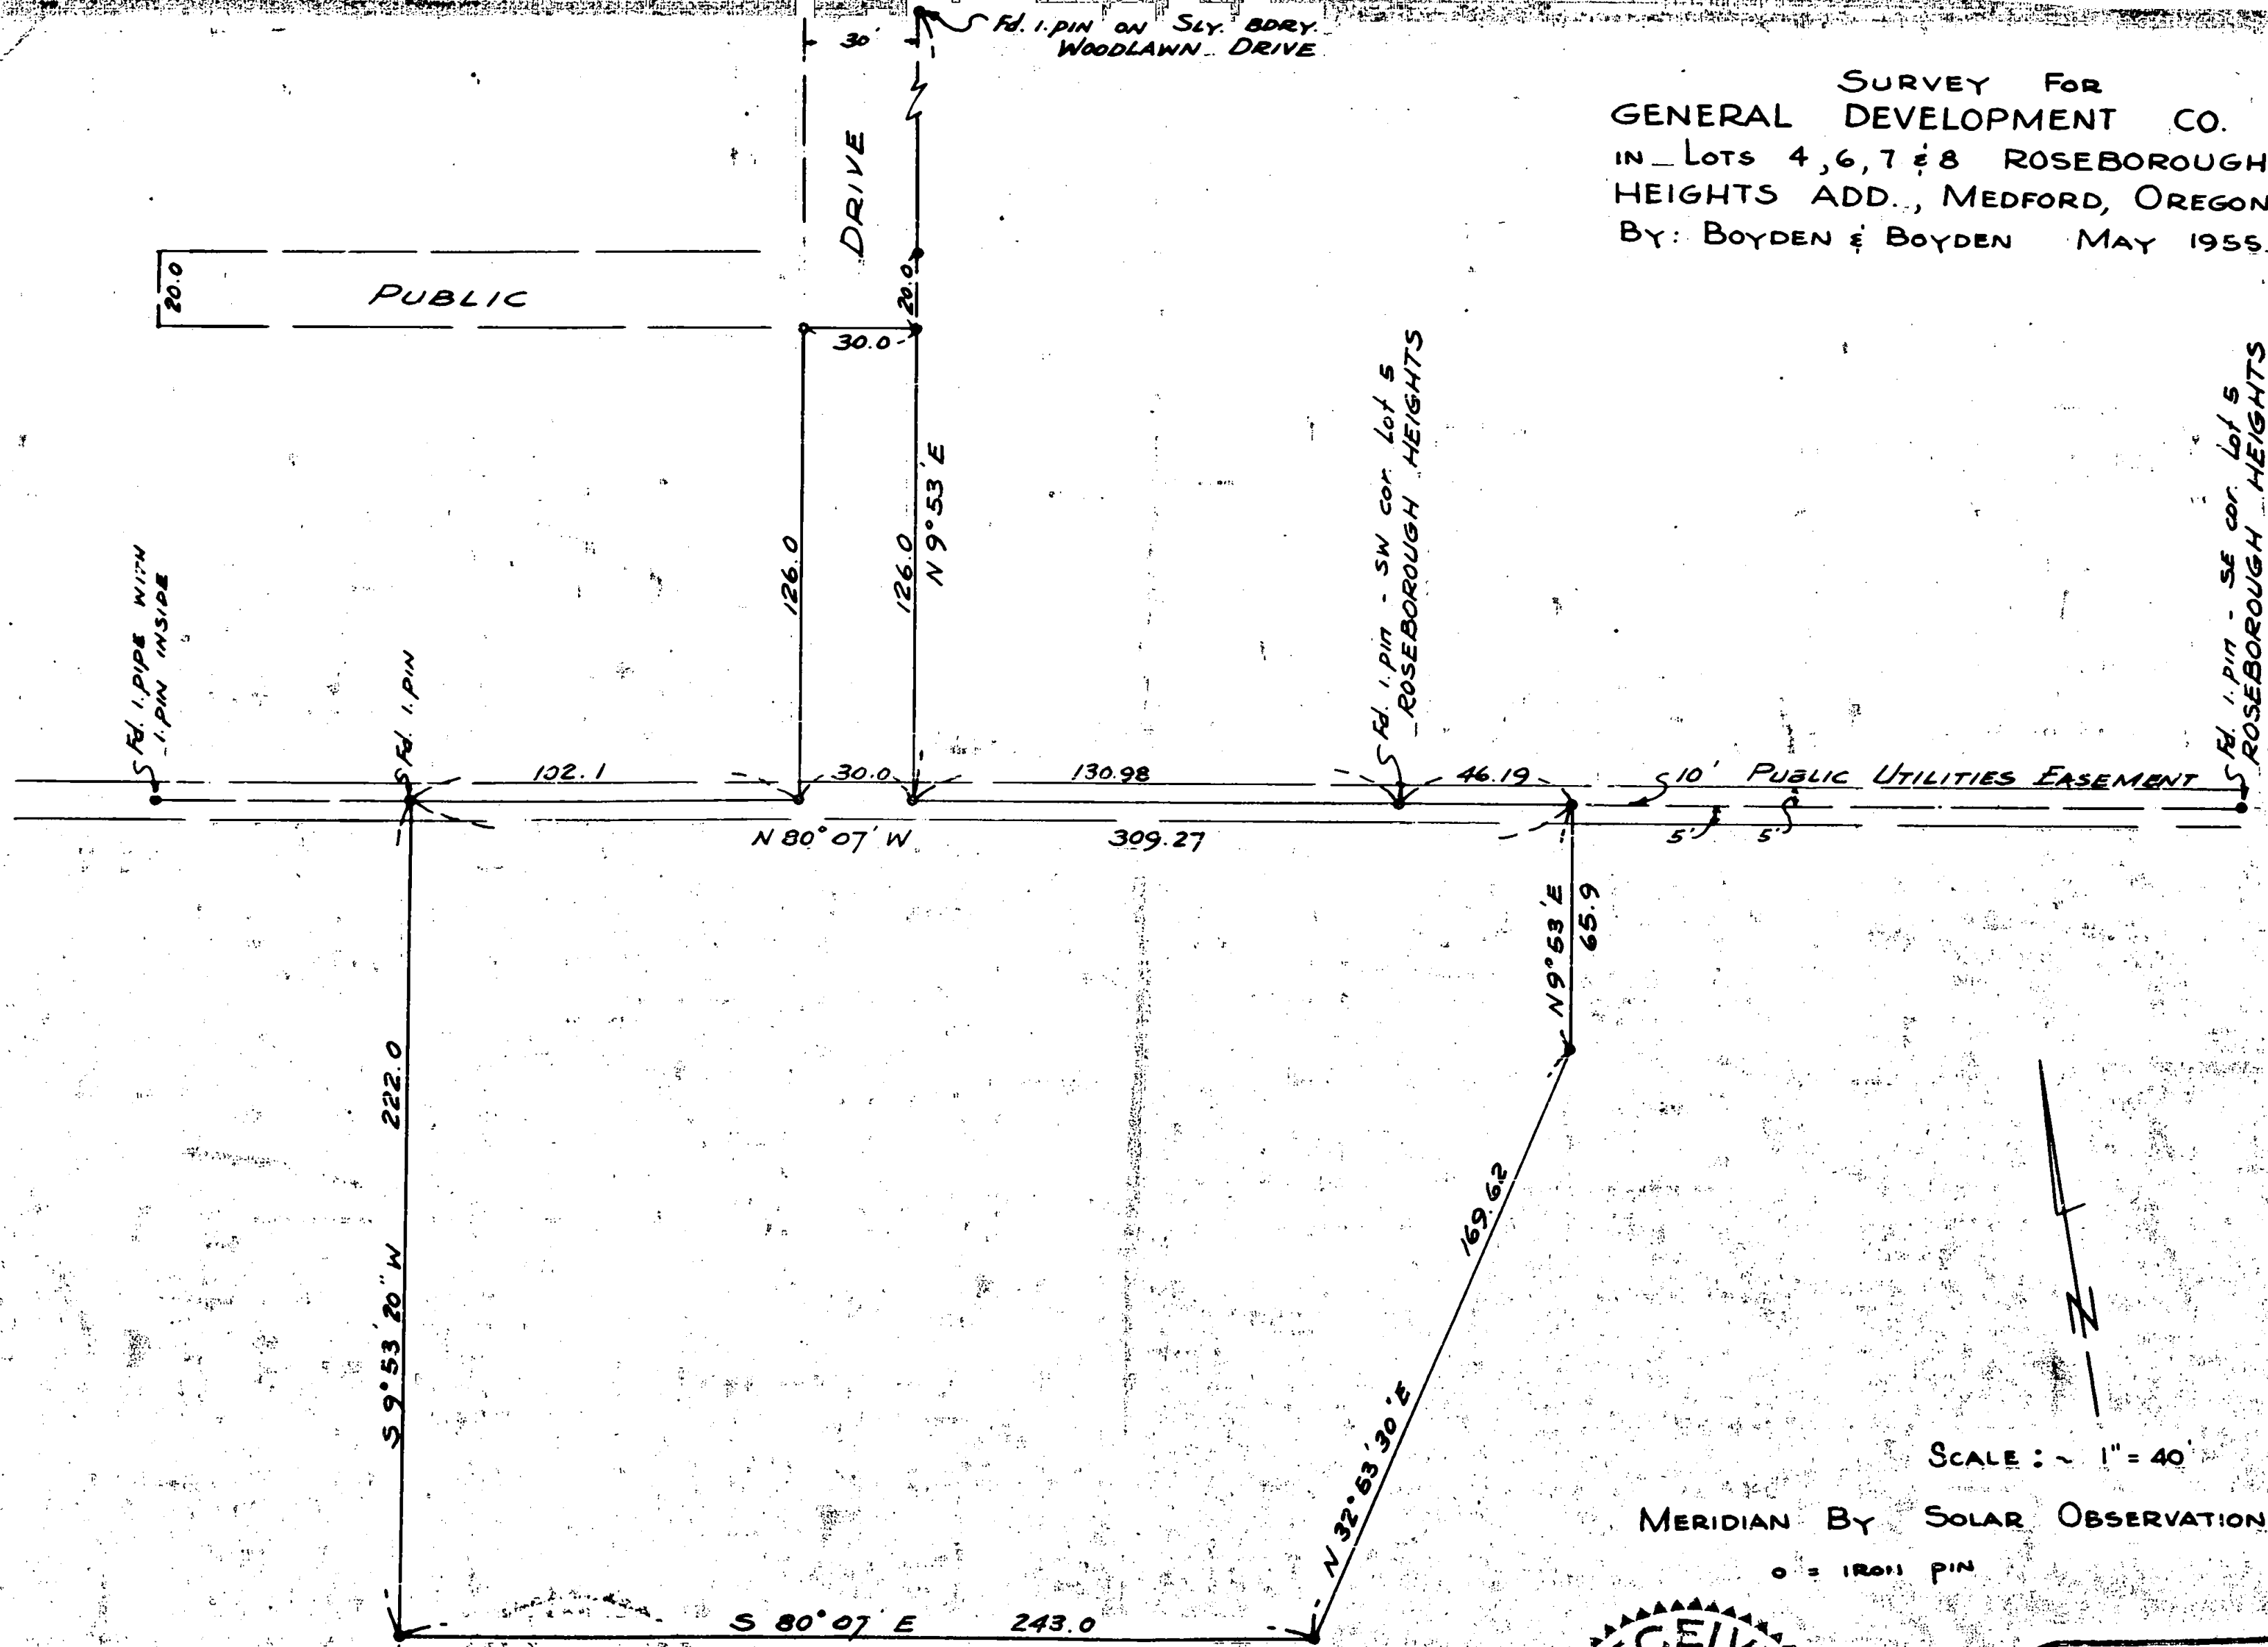 30'
Fd. I.PIN ON SLY. BDRY.
WOODLAWN DRIVE
SURVEY FOR
GENERAL DEVELOPMENT CO.
IN LOTS 4,6,7 & 8 ROSEBOROUGH
HEIGHTS ADD., MEDFORD, OREGON
BY: BOYDEN & BOYDEN MAY 1955.
DRIVE
20.0
PUBLIC
20.0
30.0
126.0
126.0
N 9°53'E
Fd. I.PIPE WITH
I.PIN INSIDE
Fd. I.PIN
Fd. I.PIN - SW cor. Lot 5
ROSEBOROUGH HEIGHTS
Fd. I.PIN - SE cor. Lot 5
ROSEBOROUGH HEIGHTS
102.1
30.0
130.98
46.19
10' PUBLIC UTILITIES EASEMENT
N 80°07' W
309.27
5'
5'
N 9°53'E
65.9
222.0
S 9°53'20" W
169.62
N 32°53'30"E
N
SCALE : ~ 1" = 40'
MERIDIAN BY SOLAR OBSERVATION
o = IRON PIN
S 80°07' E 243.0
CEIV